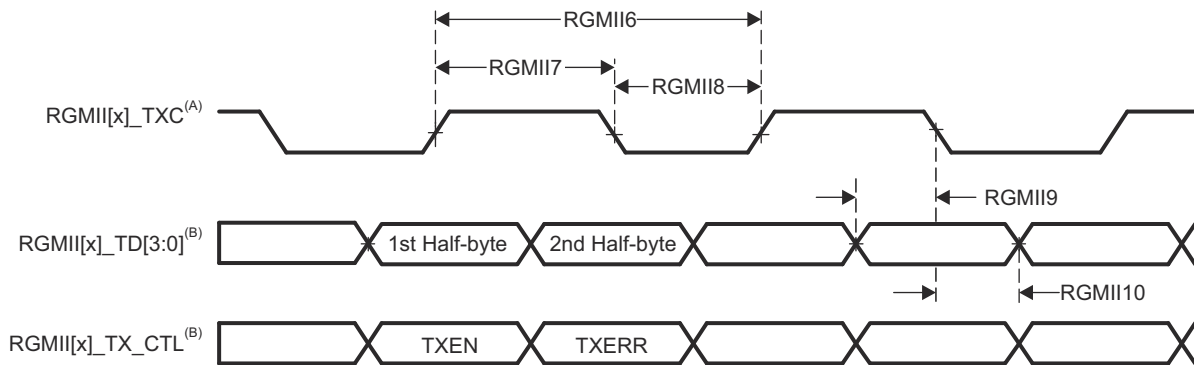 RGMII6
RGMII7
RGMII8
RGMII[x]_TXC(A)
RGMII9
RGMII[x]_TD[3:0](B)
1st Half-byte
2nd Half-byte
RGMII10
RGMII[x]_TX_CTL(B)
TXEN
TXERR